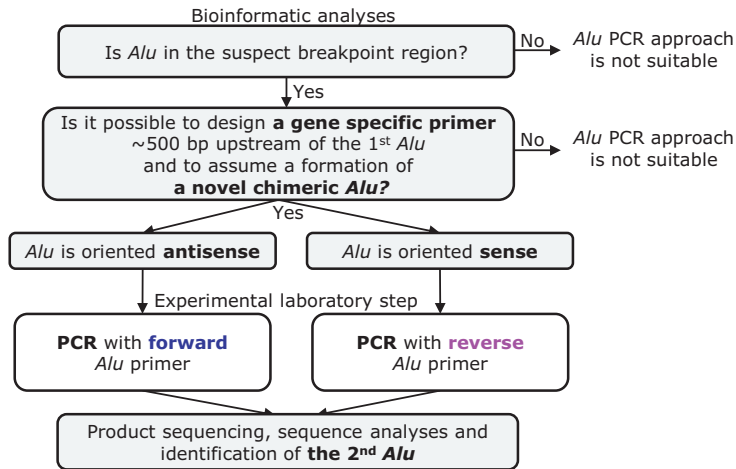 Bioinformatic analyses
Is Alu in the suspect breakpoint region?
No
Alu PCR approach
is not suitable
Yes
Is it possible to design a gene specific primer
~500 bp upstream of the 1st Alu
and to assume a formation of
a novel chimeric Alu?
No
Alu PCR approach
is not suitable
Yes
Alu is oriented antisense
Alu is oriented sense
Experimental laboratory step
PCR with forward
Alu primer
PCR with reverse
Alu primer
Product sequencing, sequence analyses and
identification of the 2nd Alu